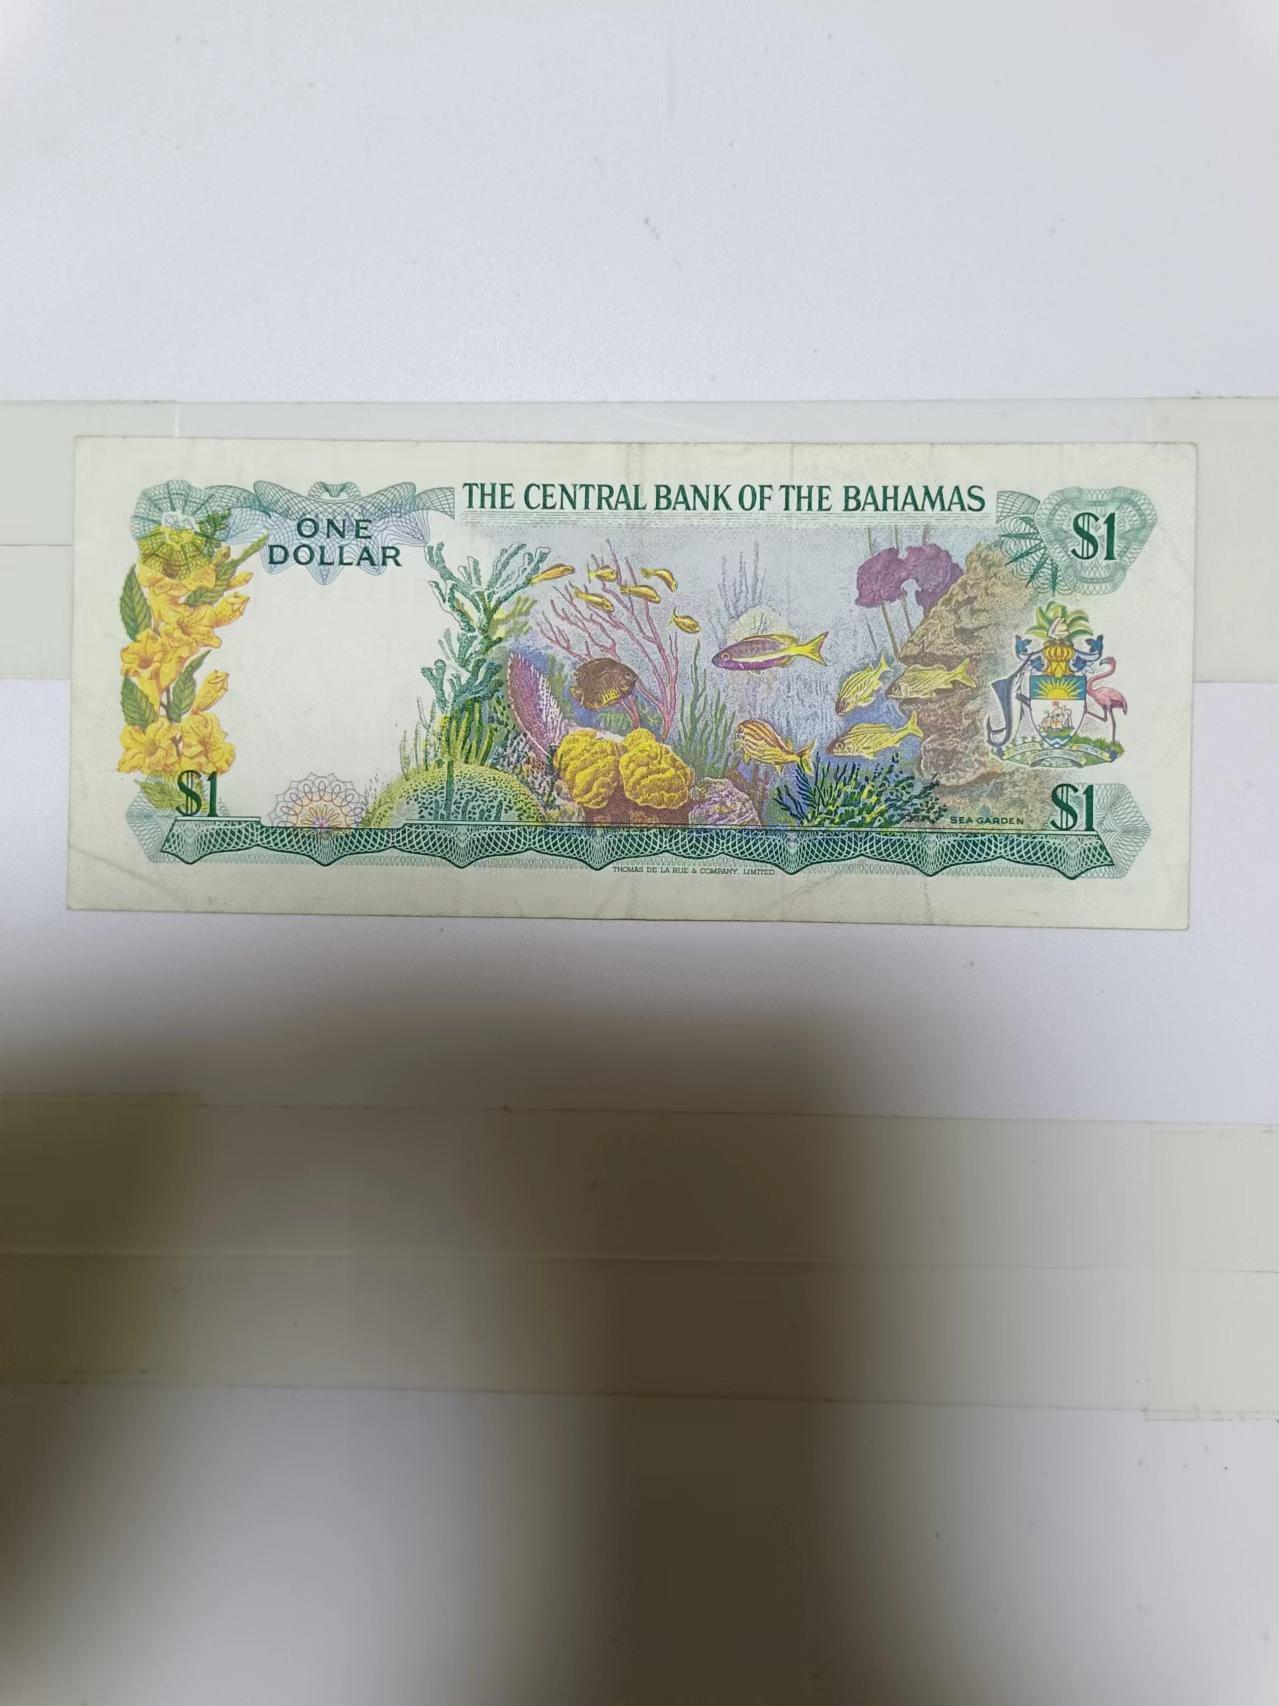 THE CENTRAL BANK OF THE BAHAMAS
ONE
DOLLAR
$1
$1
$1
SEA GARDEN
THOMAS DE LA RUE & COMPANY, LIMITED